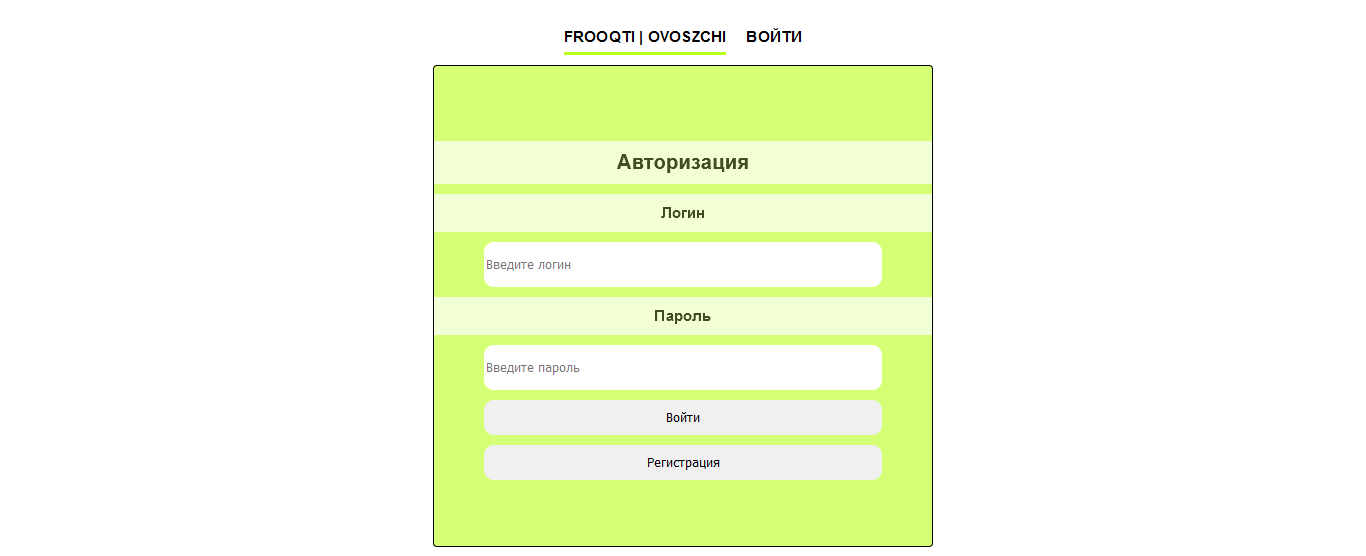 FROOQTI | OVOSZCHI ВОЙТИ
Авторизация
Логин
Введите логин
Пароль
Введите пароль
Войти
Регистрация